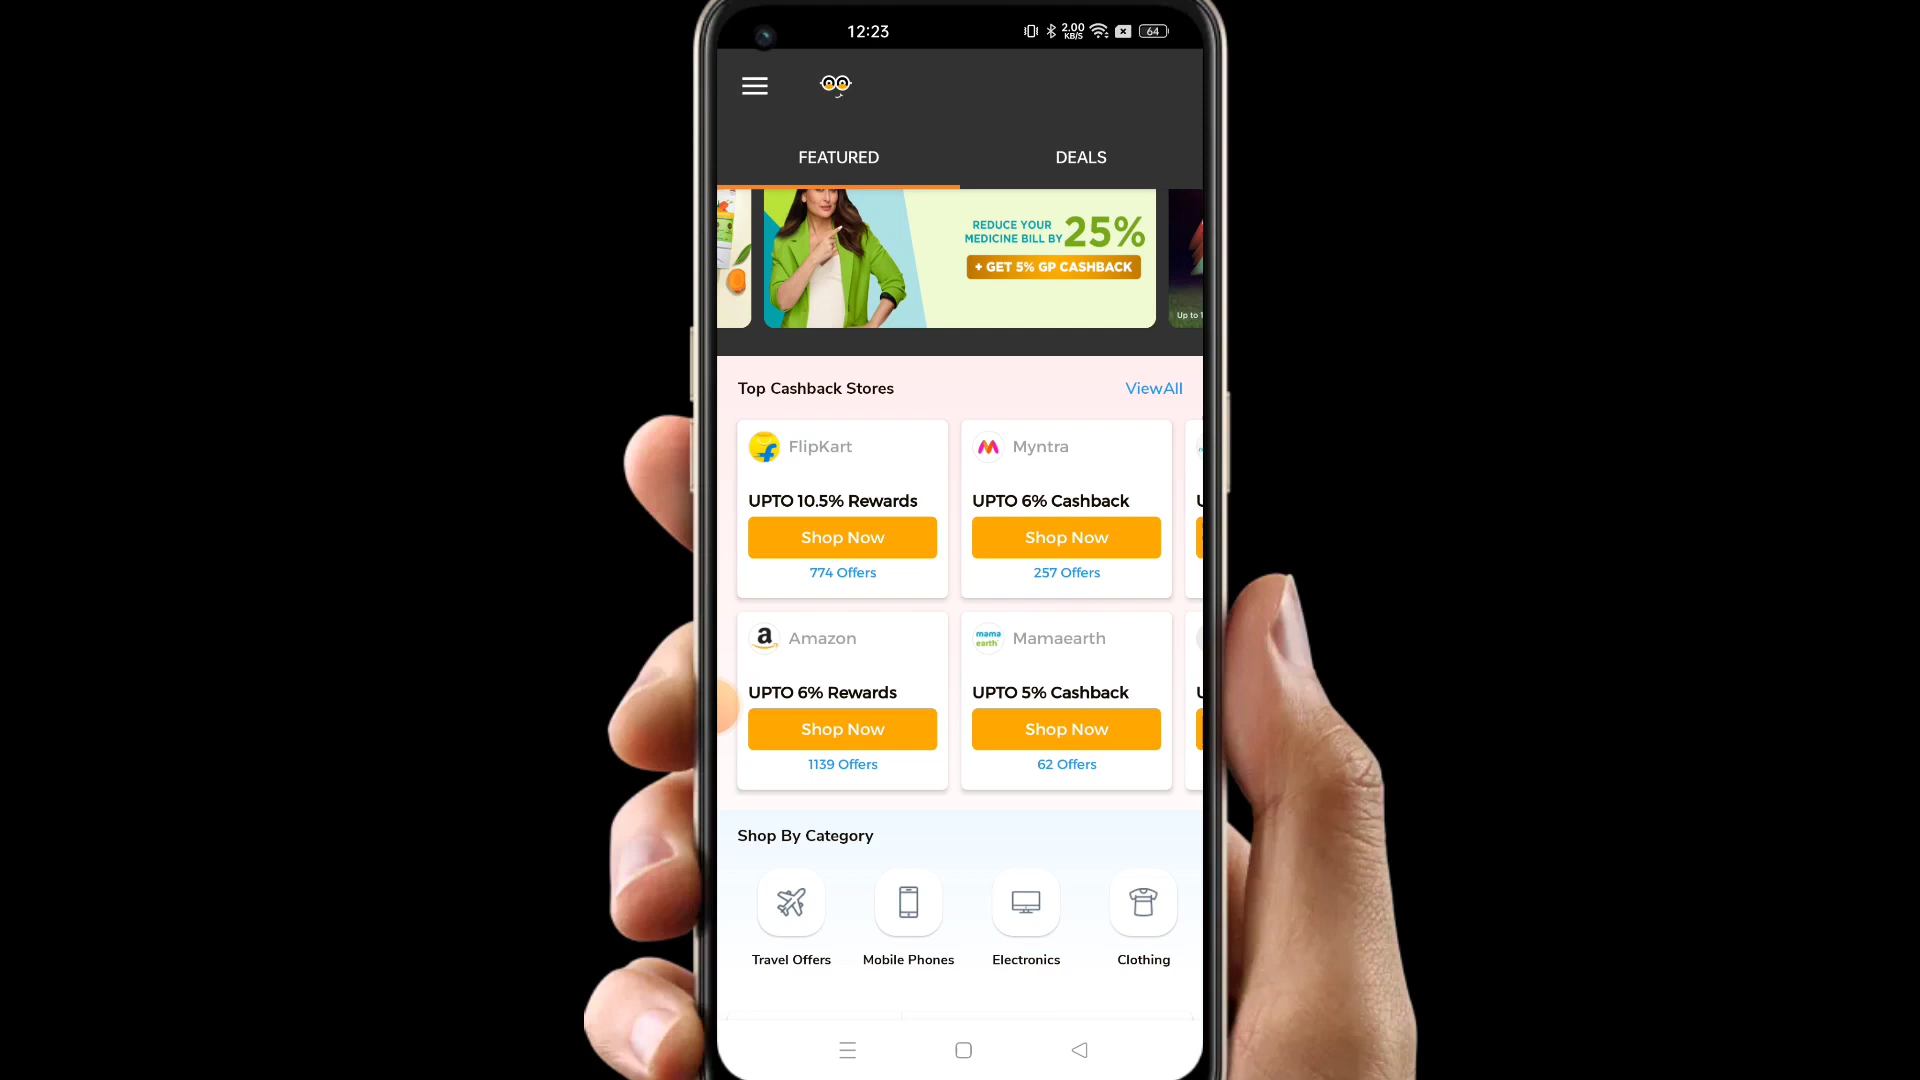 12:23
2.00
KB/S
64
FEATURED
DEALS
REDUCE YOUR
MEDICINE BILL BY
25%
+ GET 5% GP CASHBACK
Up to
Top Cashback Stores
ViewAll
FlipKart
Myntra
UPTO 10.5% Rewards
UPTO 6% Cashback
Shop Now
Shop Now
774 Offers
257 Offers
a
Amazon
mama
earth
Mamaearth
UPTO 6% Rewards
UPTO 5% Cashback
Shop Now
Shop Now
1139 Offers
62 Offers
Shop By Category
Travel Offers
Mobile Phones
Electronics
Clothing